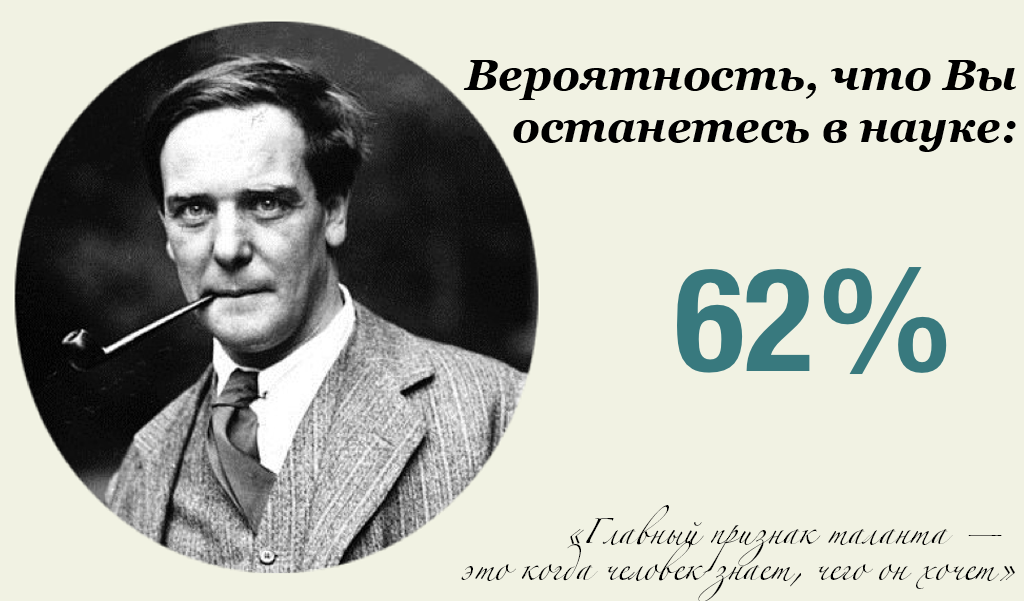 Вероятность, что Вы
останетесь в науке:
62%
«Главный признак таланта —
это когда человек знает, чего он хочет»